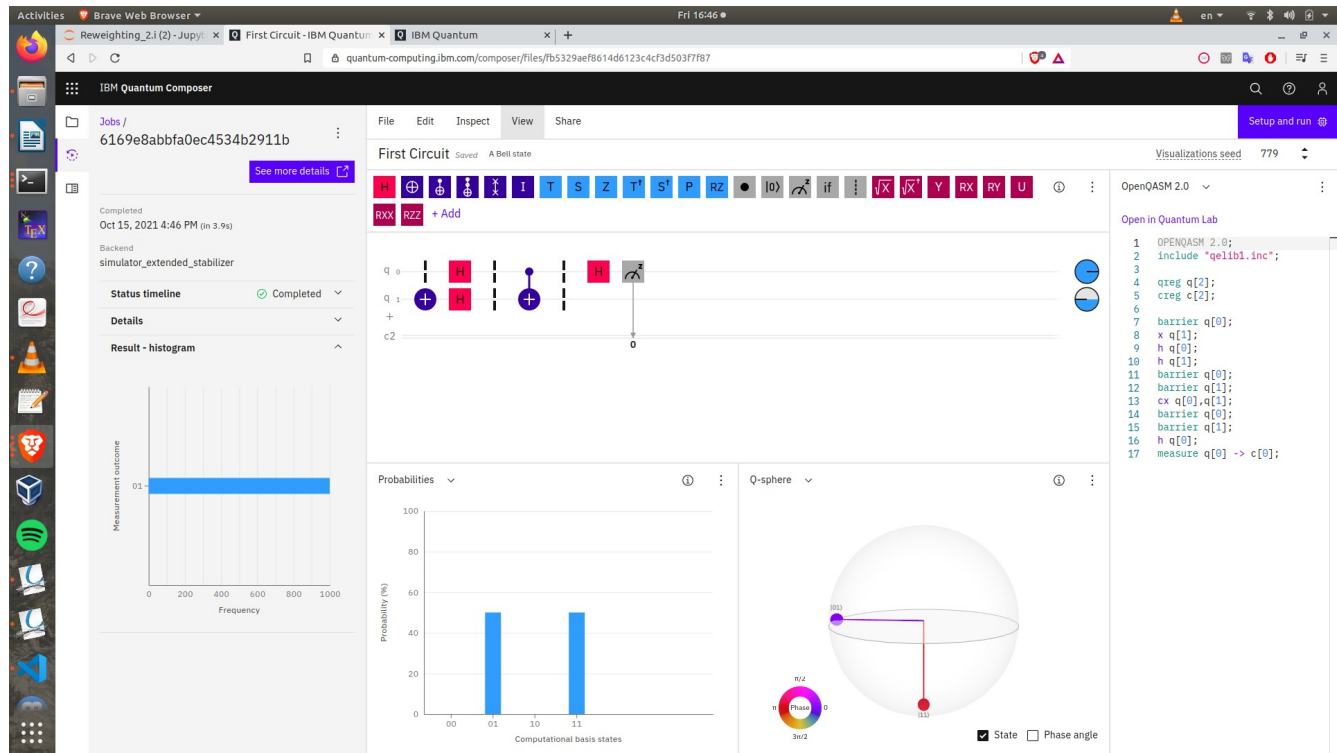 Activities Brave Web Browser Fri 16:46 en
Reweighting_2.i (2) - Jupyt First Circuit - IBM Quantum IBM Quantum
quantum-computing.ibm.com/composer/files/fb5329aef8614d6123c4cf3d503f7f87
IBM Quantum Composer
Jobs /
6169e8abbfa0ec4534b2911b
See more details
Completed
Oct 15, 2021 4:46 PM (in 3.9s)
Backend
simulator_extended_stabilizer
Status timeline Completed
Details
Result - histogram
Measurement outcome
01
0 200 400 600 800 1000
Frequency
File Edit Inspect View Share
Setup and run
First Circuit Saved A Bell state
Visualizations seed 779
H I T S Z T† S† P RZ |0⟩ z if √X √X† Y RX RY U
RXX RZZ + Add
q 0 H H z
q 1 + H +
+
c2
0
Probabilities
Probability (%)
100
80
60
40
20
0
00 01 10 11
Computational basis states
Q-sphere
|01⟩
|11⟩
π/2
π Phase 0
3π/2
State Phase angle
OpenQASM 2.0
Open in Quantum Lab
1 OPENQASM 2.0;
2 include "qelib1.inc";
3
4 qreg q[2];
5 creg c[2];
6
7 barrier q[0];
8 x q[1];
9 h q[0];
10 h q[1];
11 barrier q[0];
12 barrier q[1];
13 cx q[0],q[1];
14 barrier q[0];
15 barrier q[1];
16 h q[0];
17 measure q[0] -> c[0];